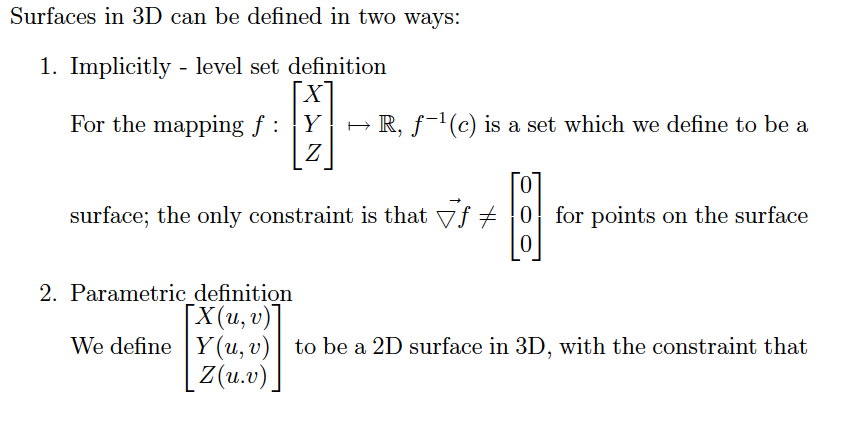 Surfaces in 3D can be defined in two ways:
1. Implicitly - level set definition
For the mapping f : [X Y Z] ↦ ℝ, f⁻¹(c) is a set which we define to be a
surface; the only constraint is that ▽⃗f ≠ [0 0 0] for points on the surface
2. Parametric definition
We define [X(u, v) Y(u, v) Z(u.v)] to be a 2D surface in 3D, with the constraint that